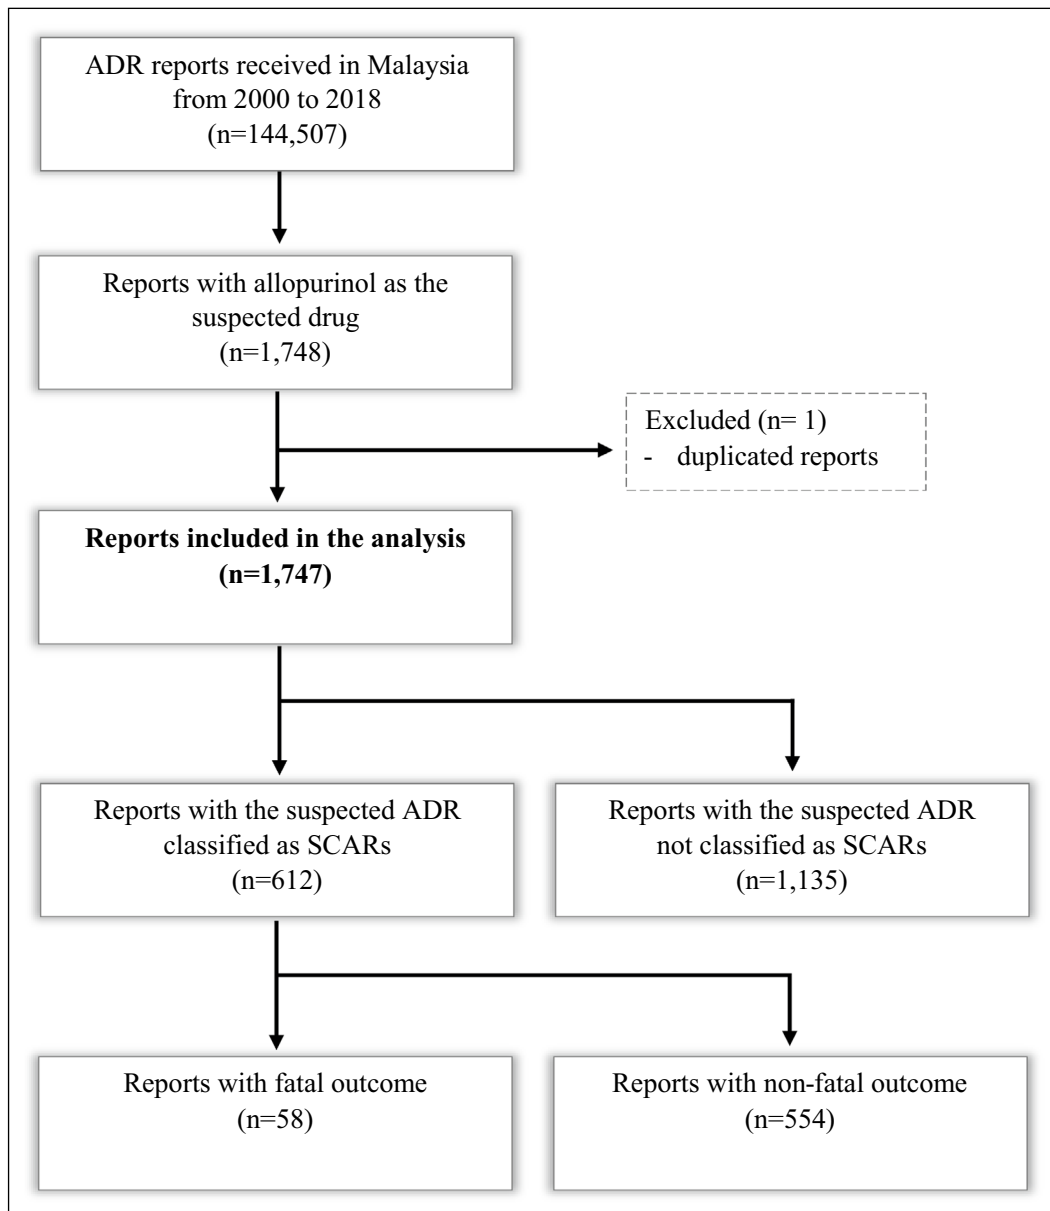 ADR reports received in Malaysia
from 2000 to 2018
(n=144,507)
Reports with allopurinol as the
suspected drug
(n=1,748)
Excluded (n= 1)
- duplicated reports
Reports included in the analysis
(n=1,747)
Reports with the suspected ADR
classified as SCARs
(n=612)
Reports with the suspected ADR
not classified as SCARs
(n=1,135)
Reports with fatal outcome
(n=58)
Reports with non-fatal outcome
(n=554)